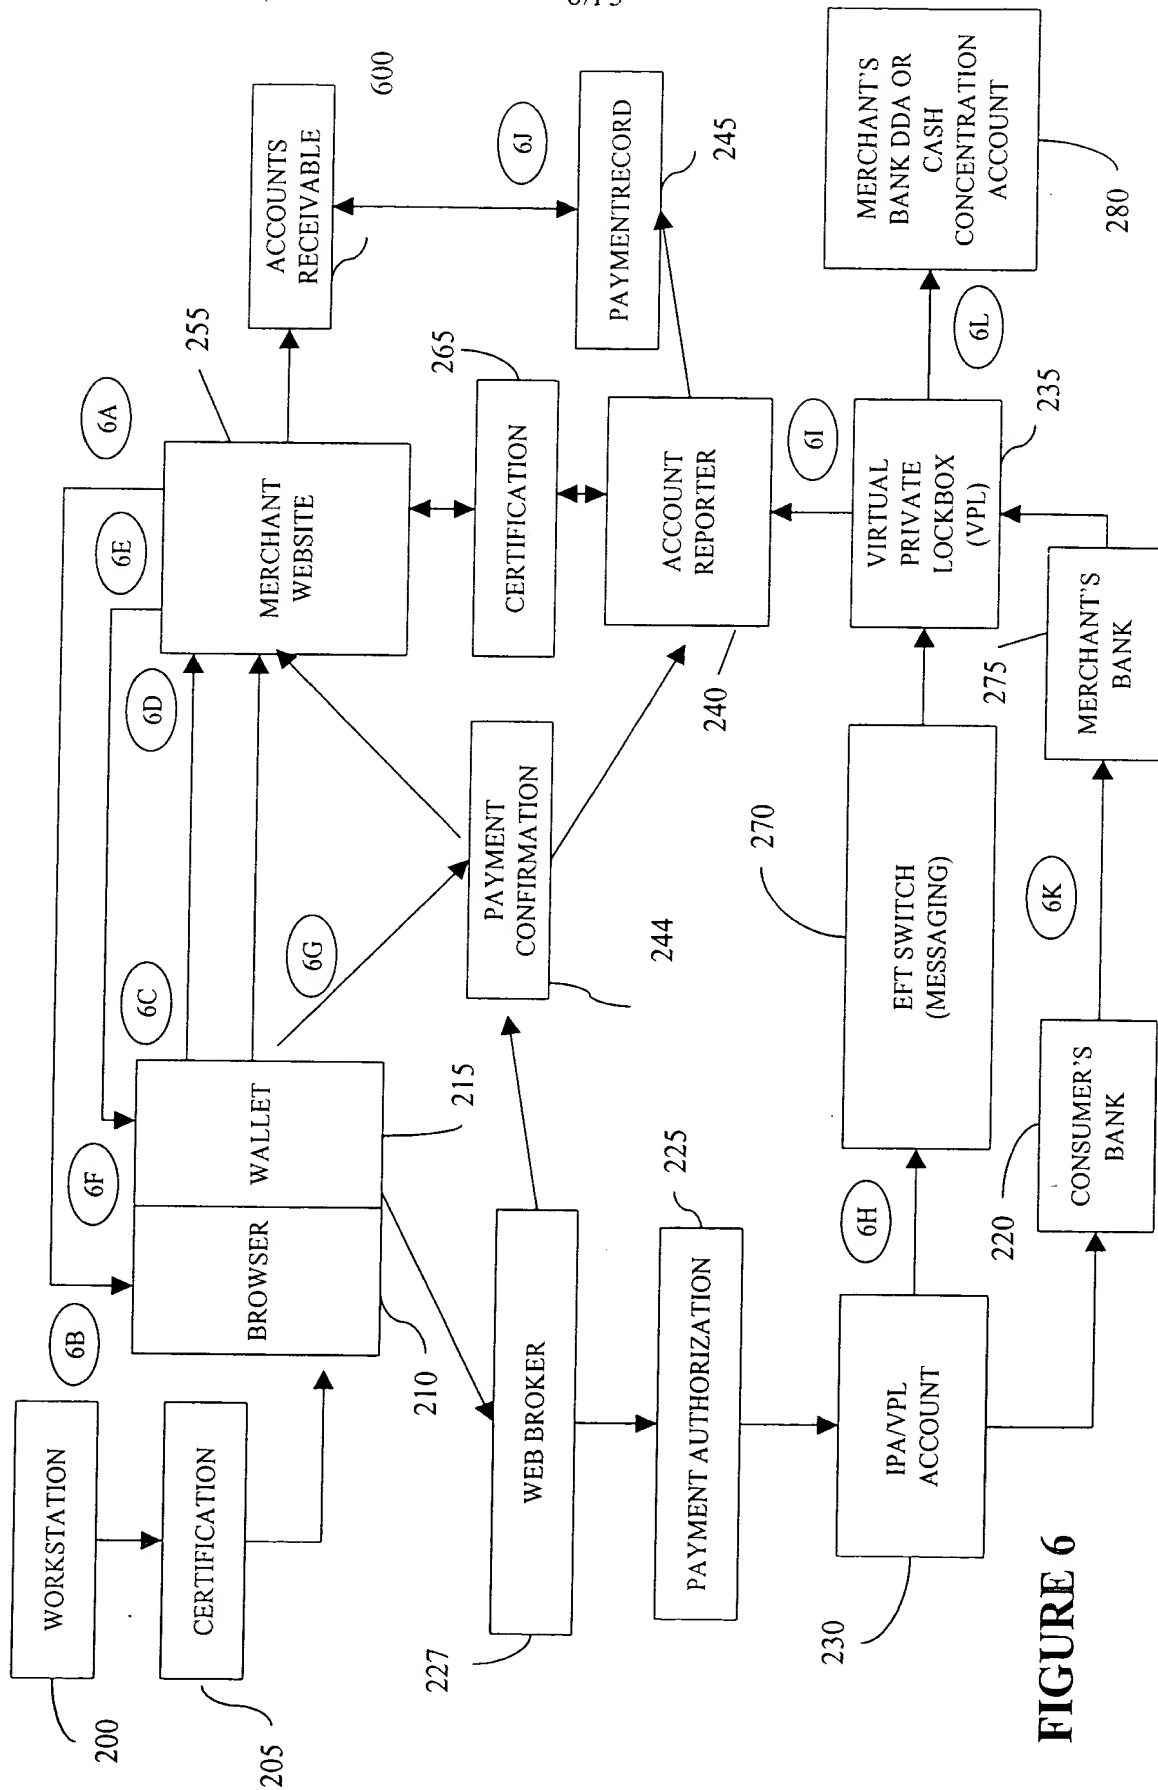 WORKSTATION
200
CERTIFICATION
205
6B
BROWSER
210
WALLET
215
6F
6C
6D
6E
6A
MERCHANT
WEBSITE
255
ACCOUNTS
RECEIVABLE
600
6G
PAYMENT
CONFIRMATION
244
CERTIFICATION
265
6J
PAYMENTRECORD
245
WEB BROKER
227
ACCOUNT
REPORTER
240
PAYMENT AUTHORIZATION
225
6I
IPA/VPL
ACCOUNT
230
6H
EFT SWITCH
(MESSAGING)
270
VIRTUAL
PRIVATE
LOCKBOX
(VPL)
235
6L
MERCHANT'S
BANK DDA OR
CASH
CONCENTRATION
ACCOUNT
280
CONSUMER'S
BANK
220
6K
MERCHANT'S
BANK
275
FIGURE 6